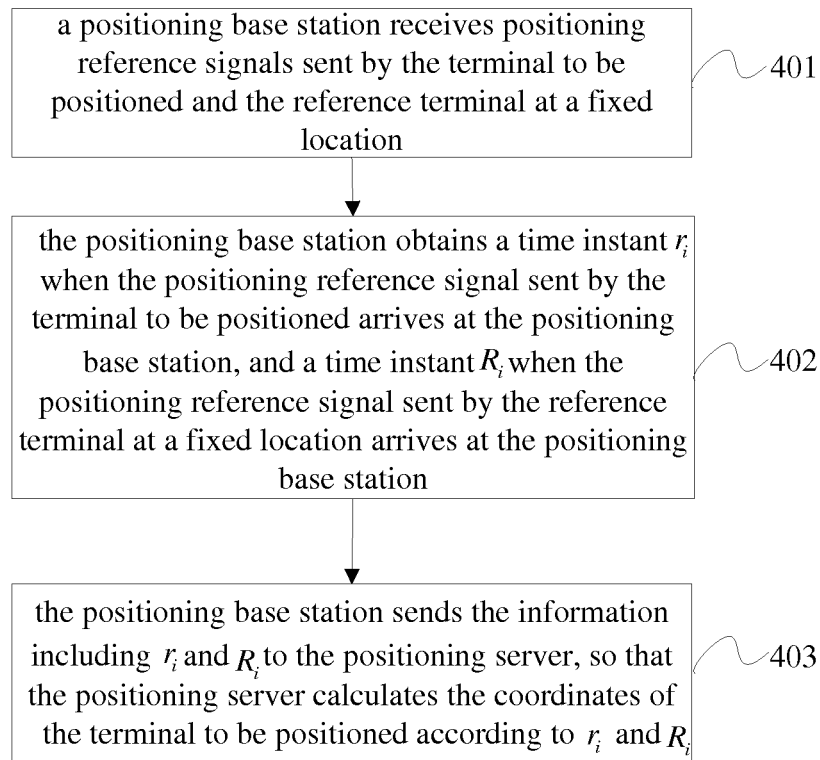 a positioning base station receives positioning
reference signals sent by the terminal to be
positioned and the reference terminal at a fixed
location
401
the positioning base station obtains a time instant r_i
when the positioning reference signal sent by the
terminal to be positioned arrives at the positioning
base station, and a time instant R_i when the
positioning reference signal sent by the reference
terminal at a fixed location arrives at the positioning
base station
402
the positioning base station sends the information
including r_i and R_i to the positioning server, so that
the positioning server calculates the coordinates of
the terminal to be positioned according to r_i and R_i
403